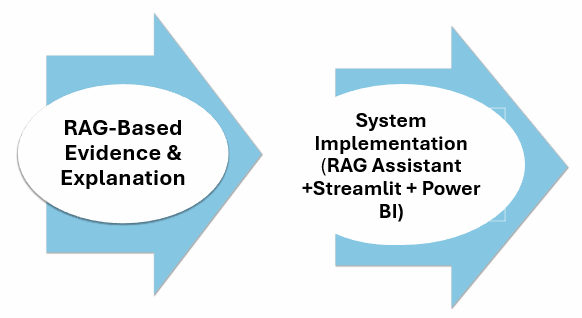 RAG-Based
Evidence &
Explanation
System
Implementation
(RAG Assistant
+Streamlit + Power
BI)